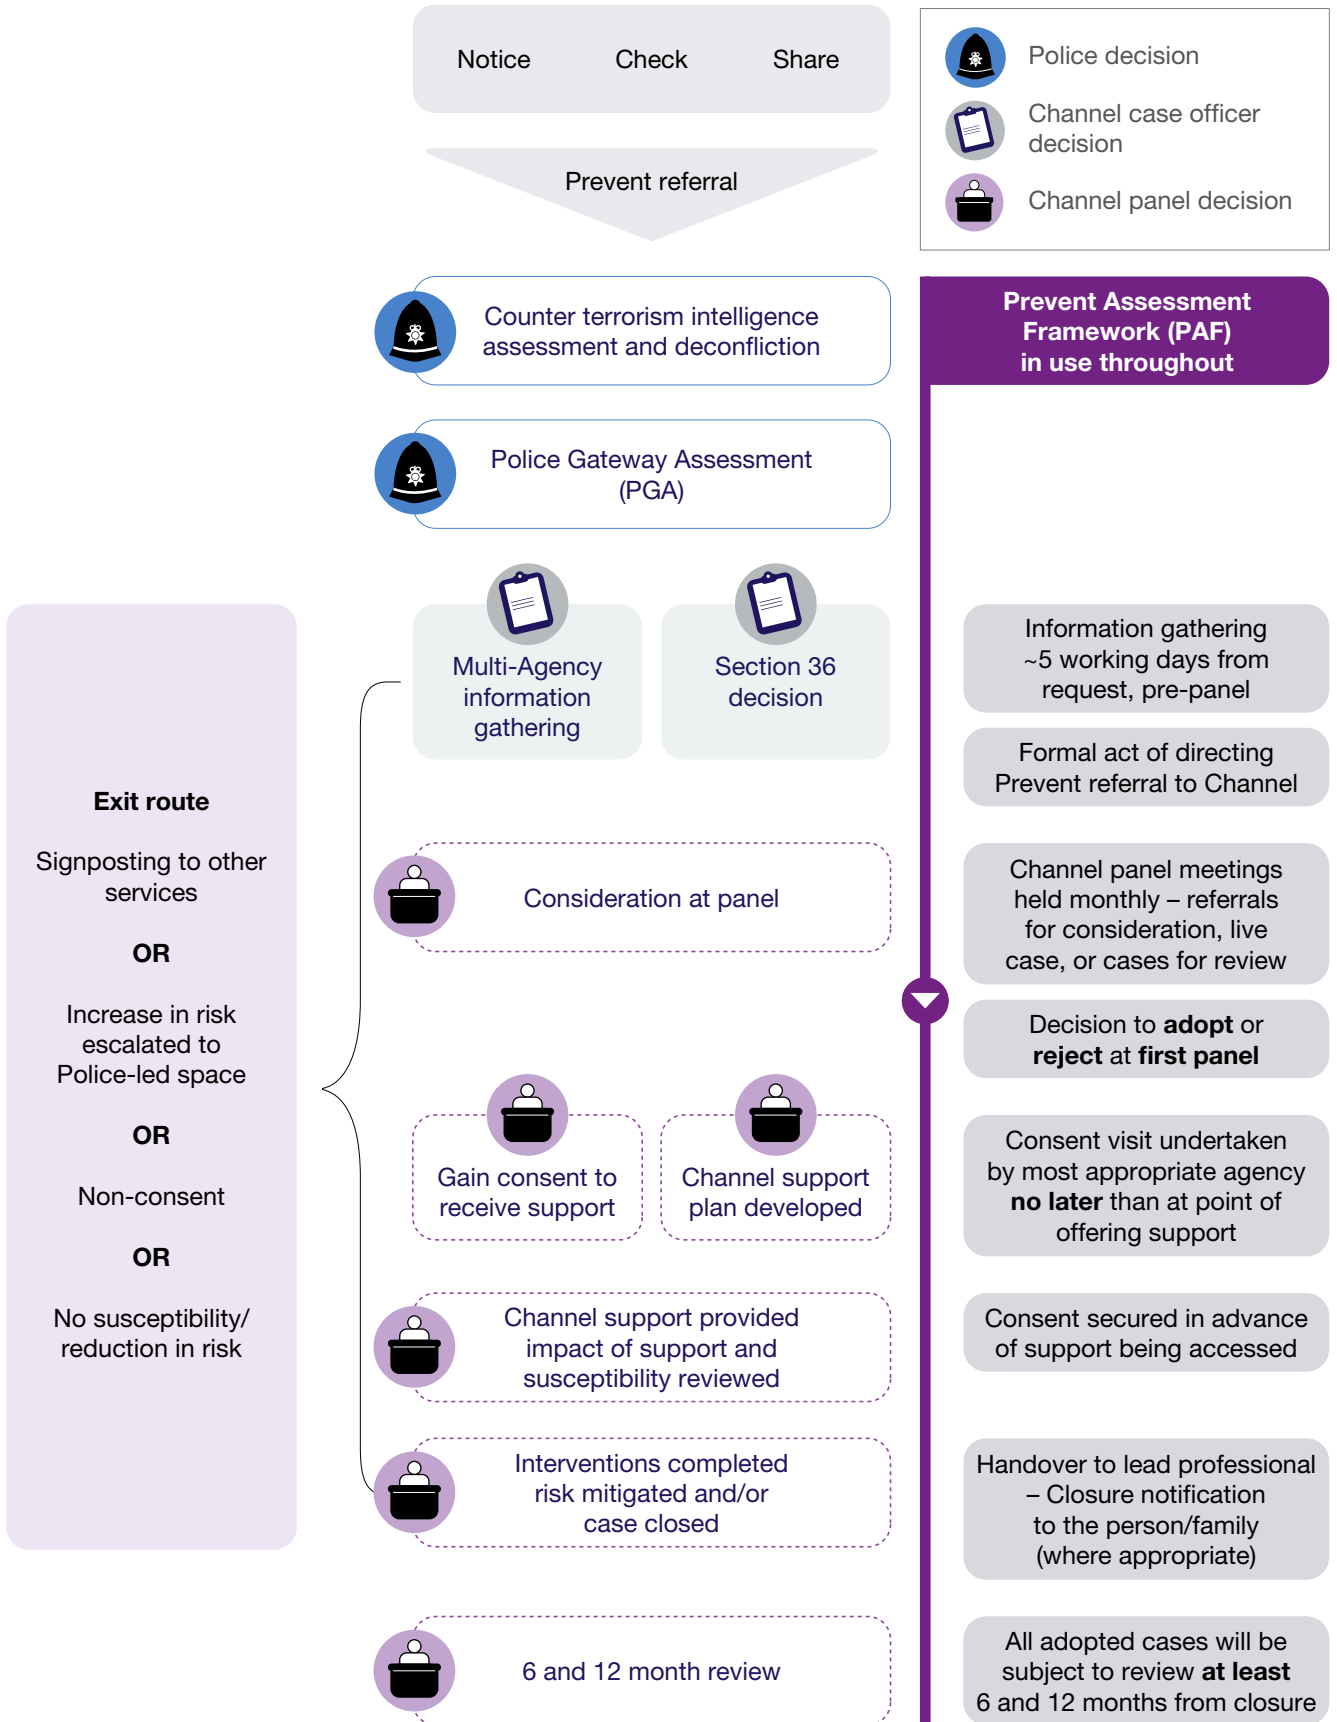 Notice Check Share
Prevent referral
Police decision
Channel case officer
decision
Channel panel decision
Counter terrorism intelligence
assessment and deconfliction
Prevent Assessment
Framework (PAF)
in use throughout
Police Gateway Assessment
(PGA)
Multi-Agency
information
gathering
Section 36
decision
Information gathering
~5 working days from
request, pre-panel
Formal act of directing
Prevent referral to Channel
Exit route
Signposting to other
services
OR
Increase in risk
escalated to
Police-led space
OR
Non-consent
OR
No susceptibility/
reduction in risk
Consideration at panel
Channel panel meetings
held monthly – referrals
for consideration, live
case, or cases for review
Decision to adopt or
reject at first panel
Gain consent to
receive support
Channel support
plan developed
Consent visit undertaken
by most appropriate agency
no later than at point of
offering support
Channel support provided
impact of support and
susceptibility reviewed
Consent secured in advance
of support being accessed
Interventions completed
risk mitigated and/or
case closed
Handover to lead professional
– Closure notification
to the person/family
(where appropriate)
6 and 12 month review
All adopted cases will be
subject to review at least
6 and 12 months from closure